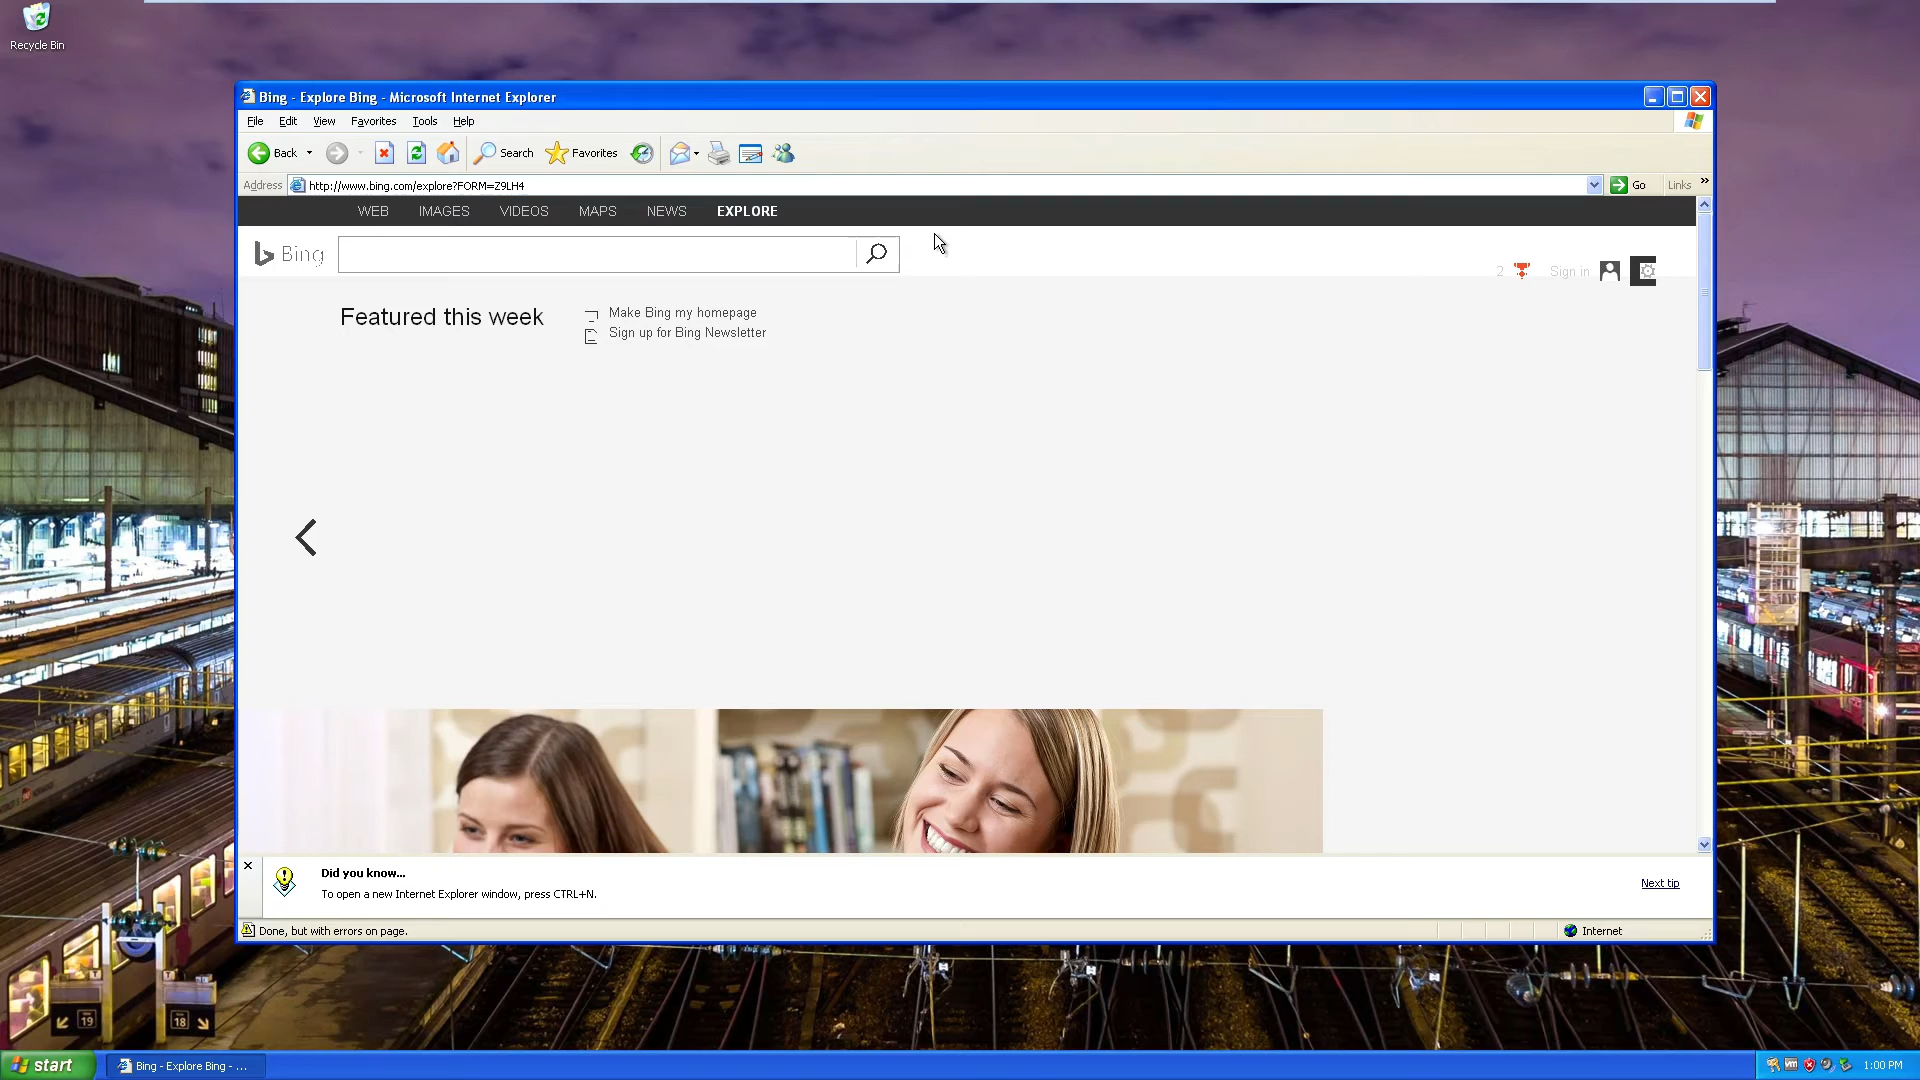 Recycle Bin
Bing - Explore Bing - Microsoft Internet Explorer
File Edit View Favorites Tools Help
Back Search Favorites
Address http://www.bing.com/explore?FORM=Z9LH4 Go Links »
WEB IMAGES VIDEOS MAPS NEWS EXPLORE
Bing
2 Sign in
Featured this week
Make Bing my homepage
Sign up for Bing Newsletter
Did you know...
To open a new Internet Explorer window, press CTRL+N.
Next tip
Done, but with errors on page.
Internet
19
18
start
Bing - Explore Bing - ...
1:00 PM